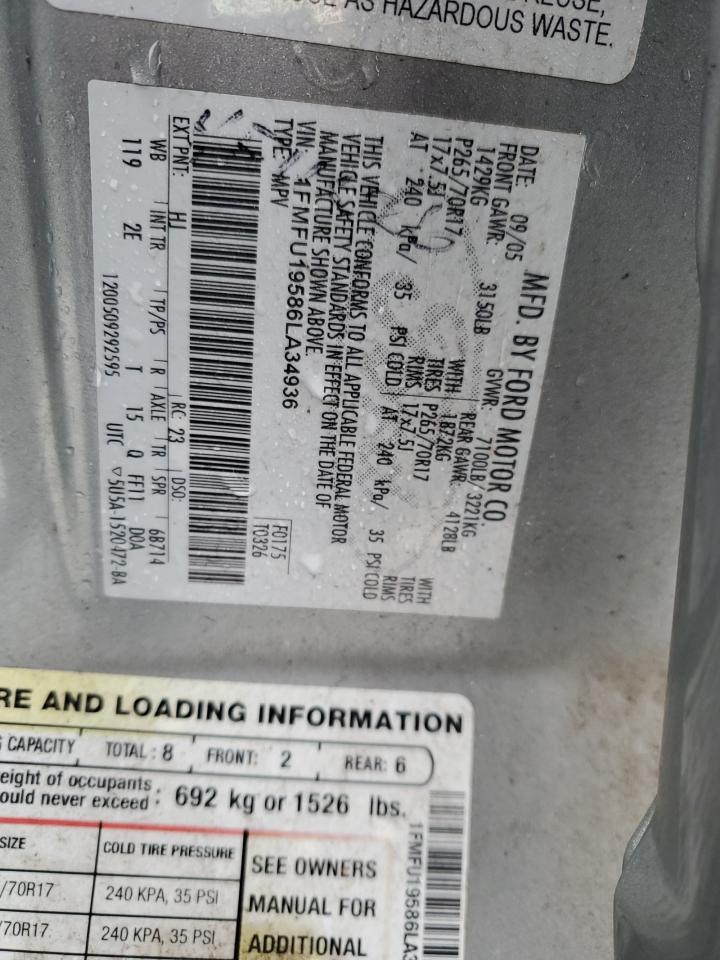 REUSE,
AS HAZARDOUS WASTE.
MFD. BY FORD MOTOR CO.
DATE: 09/05 GVWR: 7100LB/3221KG
FRONT GAWR: 3150LB REAR GAWR: 4128LB
1429KG WITH 1872KG WITH
P265/70R17 TIRES P265/70R17 TIRES
17x7.5J RIMS 17x7.5J RIMS
AT 240 kPa/ 35 PSI COLD AT 240 kPa/ 35 PSI COLD
THIS VEHICLE CONFORMS TO ALL APPLICABLE FEDERAL MOTOR
VEHICLE SAFETY STANDARDS IN EFFECT ON THE DATE OF
MANUFACTURE SHOWN ABOVE.
VIN: 1FMFU19586LA34936
TYPE: MPV
F0175
T0326
EXT PNT: HJ RC: 23 DSO:
WB INT TR TP/PS R AXLE TR SPR 6B714
119 2E T 15 Q FF11 DOA
1200509292595 UTC ▽5U5A-1520472-BA
RE AND LOADING INFORMATION
CAPACITY TOTAL: 8 FRONT: 2 REAR: 6
eight of occupants
ould never exceed: 692 kg or 1526 lbs.
SIZE COLD TIRE PRESSURE
SEE OWNERS
MANUAL FOR
ADDITIONAL
/70R17 240 KPA, 35 PSI
/70R17 240 KPA, 35 PSI
1FMFU19586LA3